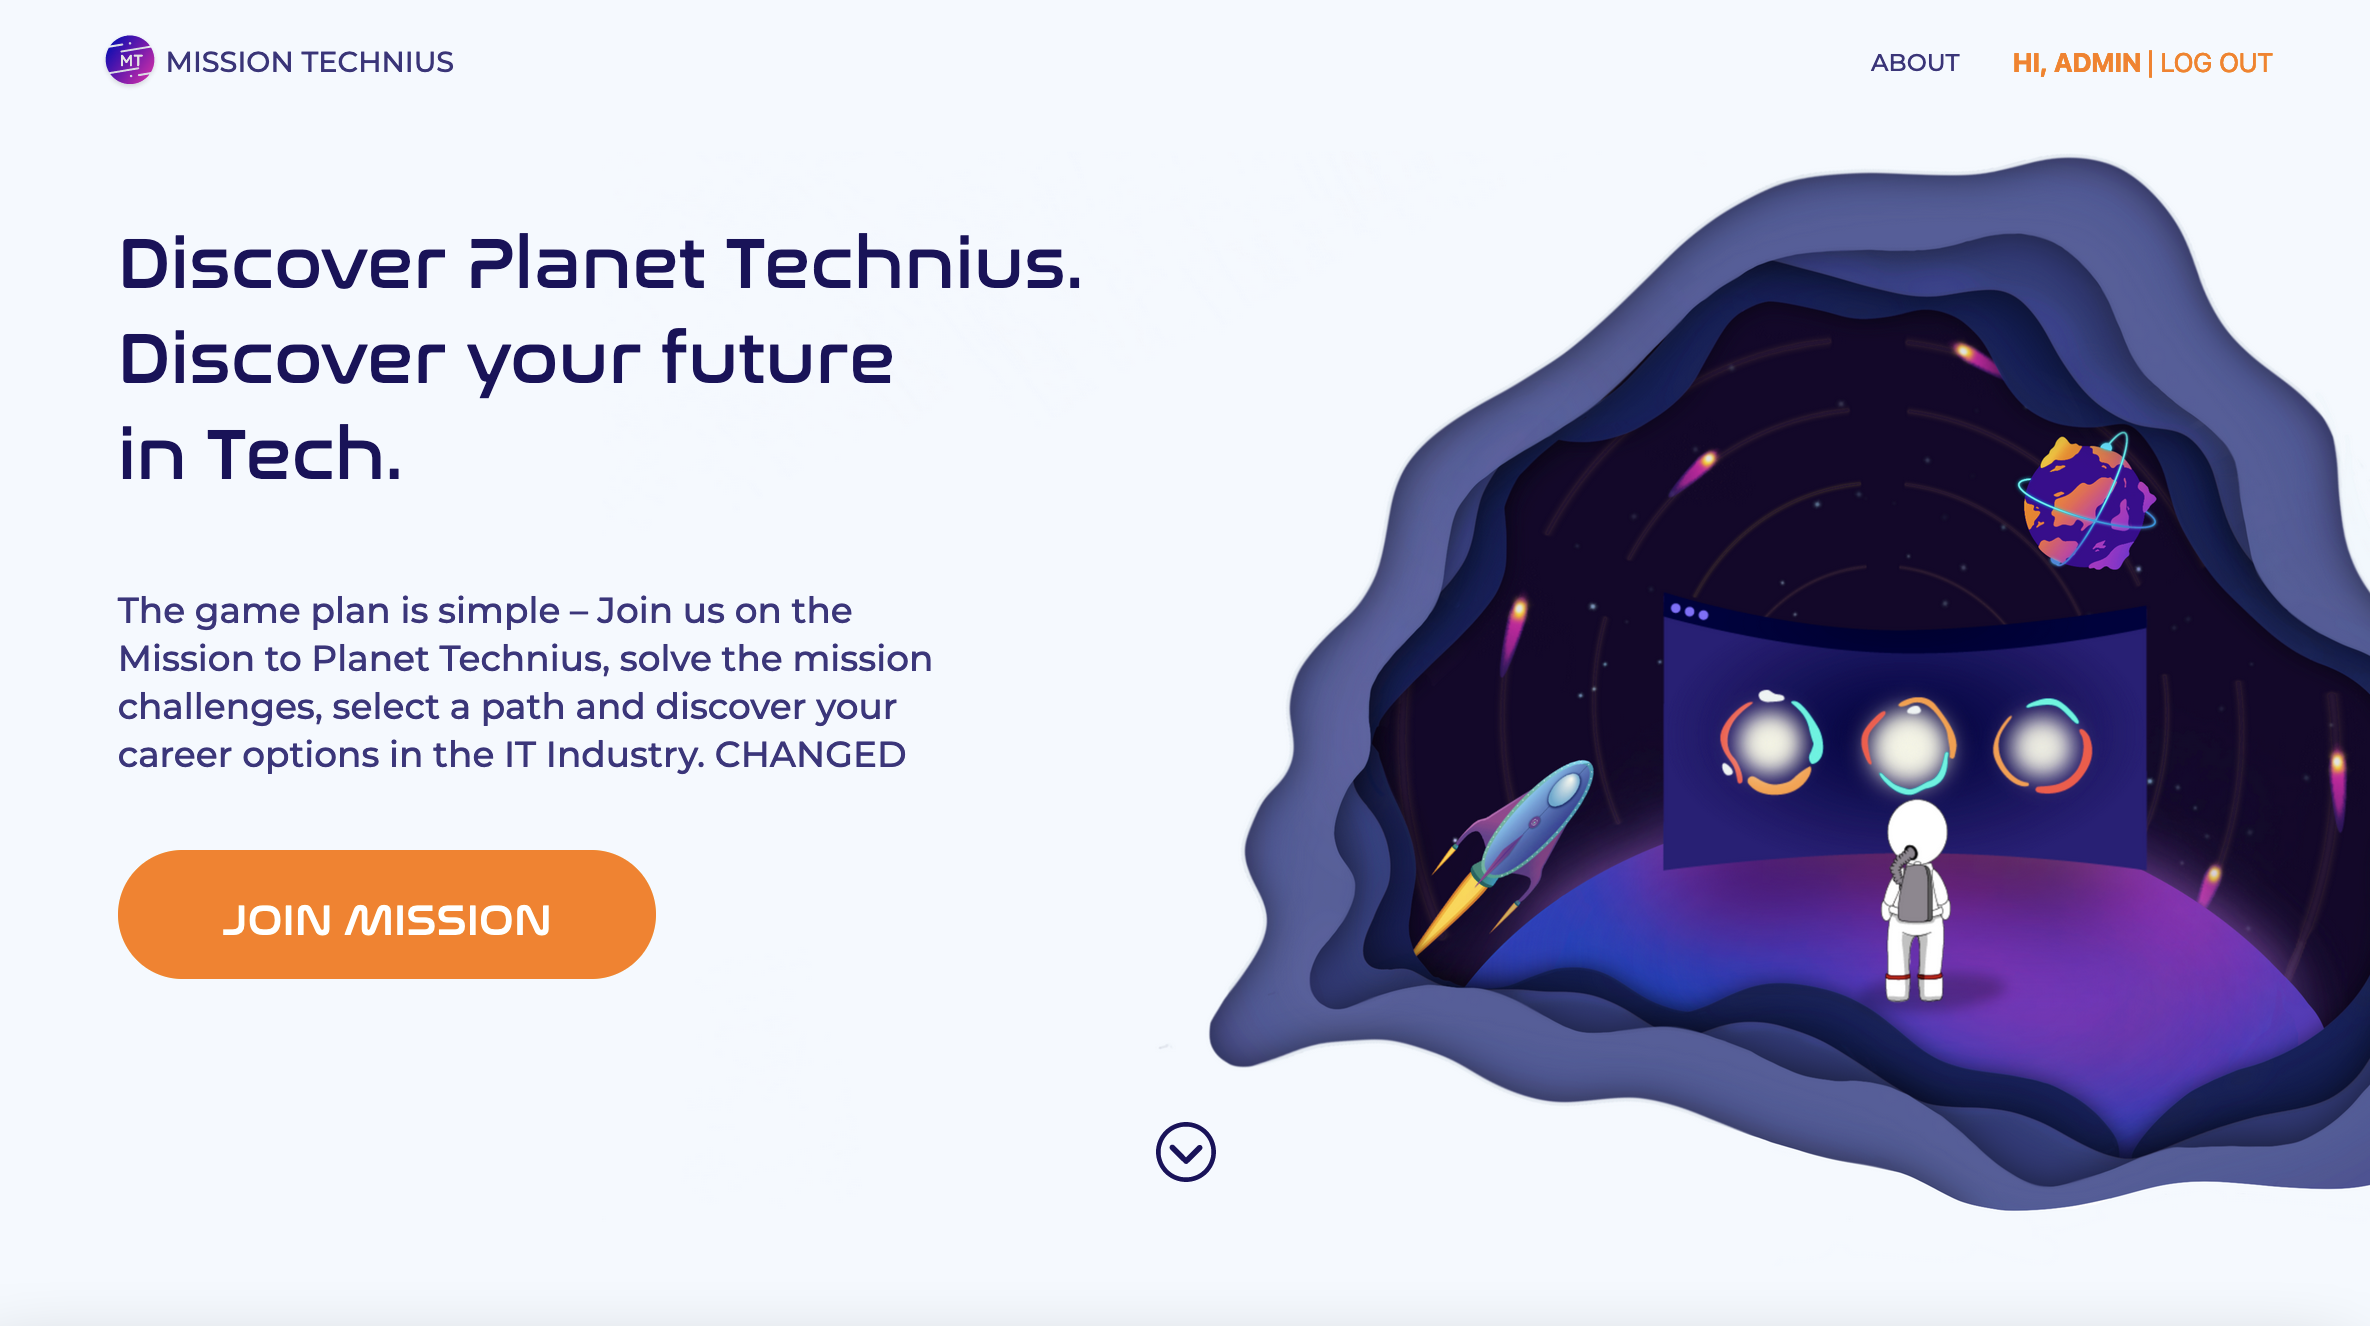 MT MISSION TECHNIUS
ABOUT
HI, ADMIN | LOG OUT
Discover Planet Technius.
Discover your future
in Tech.
The game plan is simple – Join us on the
Mission to Planet Technius, solve the mission
challenges, select a path and discover your
career options in the IT Industry. CHANGED
JOIN MISSION